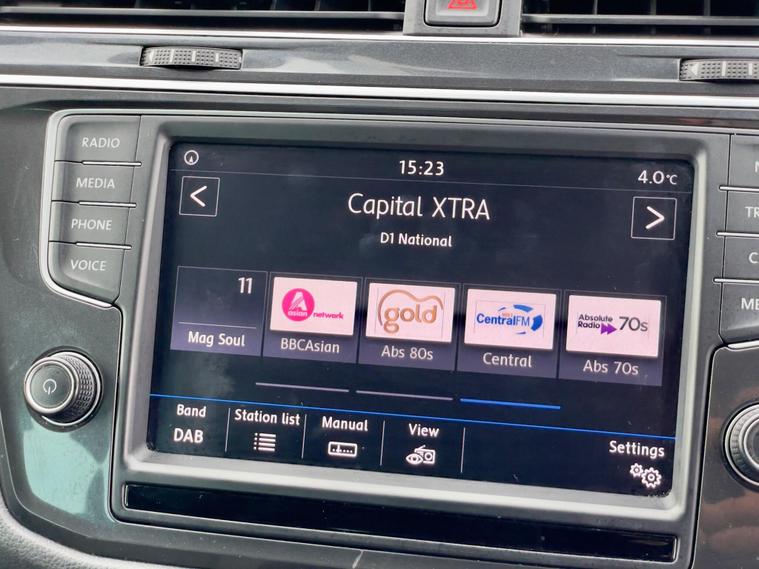 RADIO
MEDIA
PHONE
VOICE
15:23
4.0°C
<
Capital XTRA
>
D1 National
11
Mag Soul
asian network
BBCAsian
gold
Abs 80s
CentralFM
Central
Absolute
Radio 70s
Abs 70s
Band
DAB
Station list
Manual
View
Settings